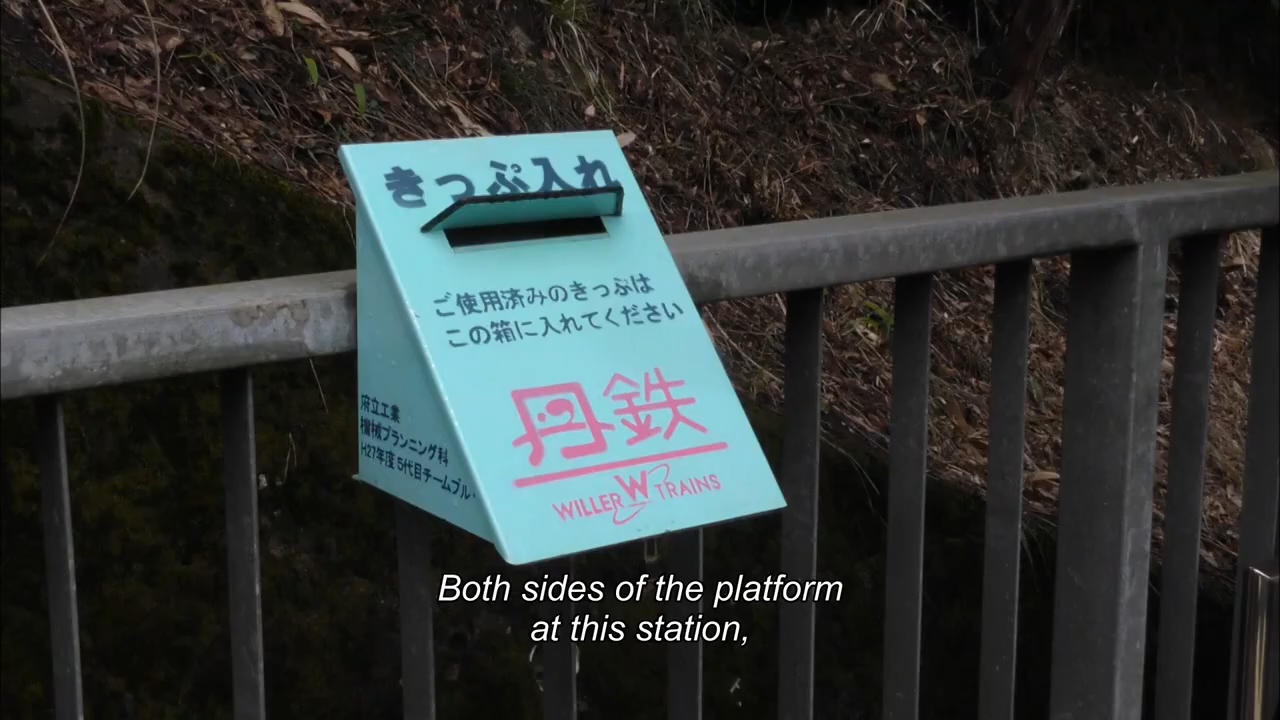 きっぷ入れ
ご使用済みのきっぷは
この箱に入れてください
丹鉄
WILLER TRAINS
府立工業
機械プランニング科
H27年度 5代目チームブル
Both sides of the platform
at this station,